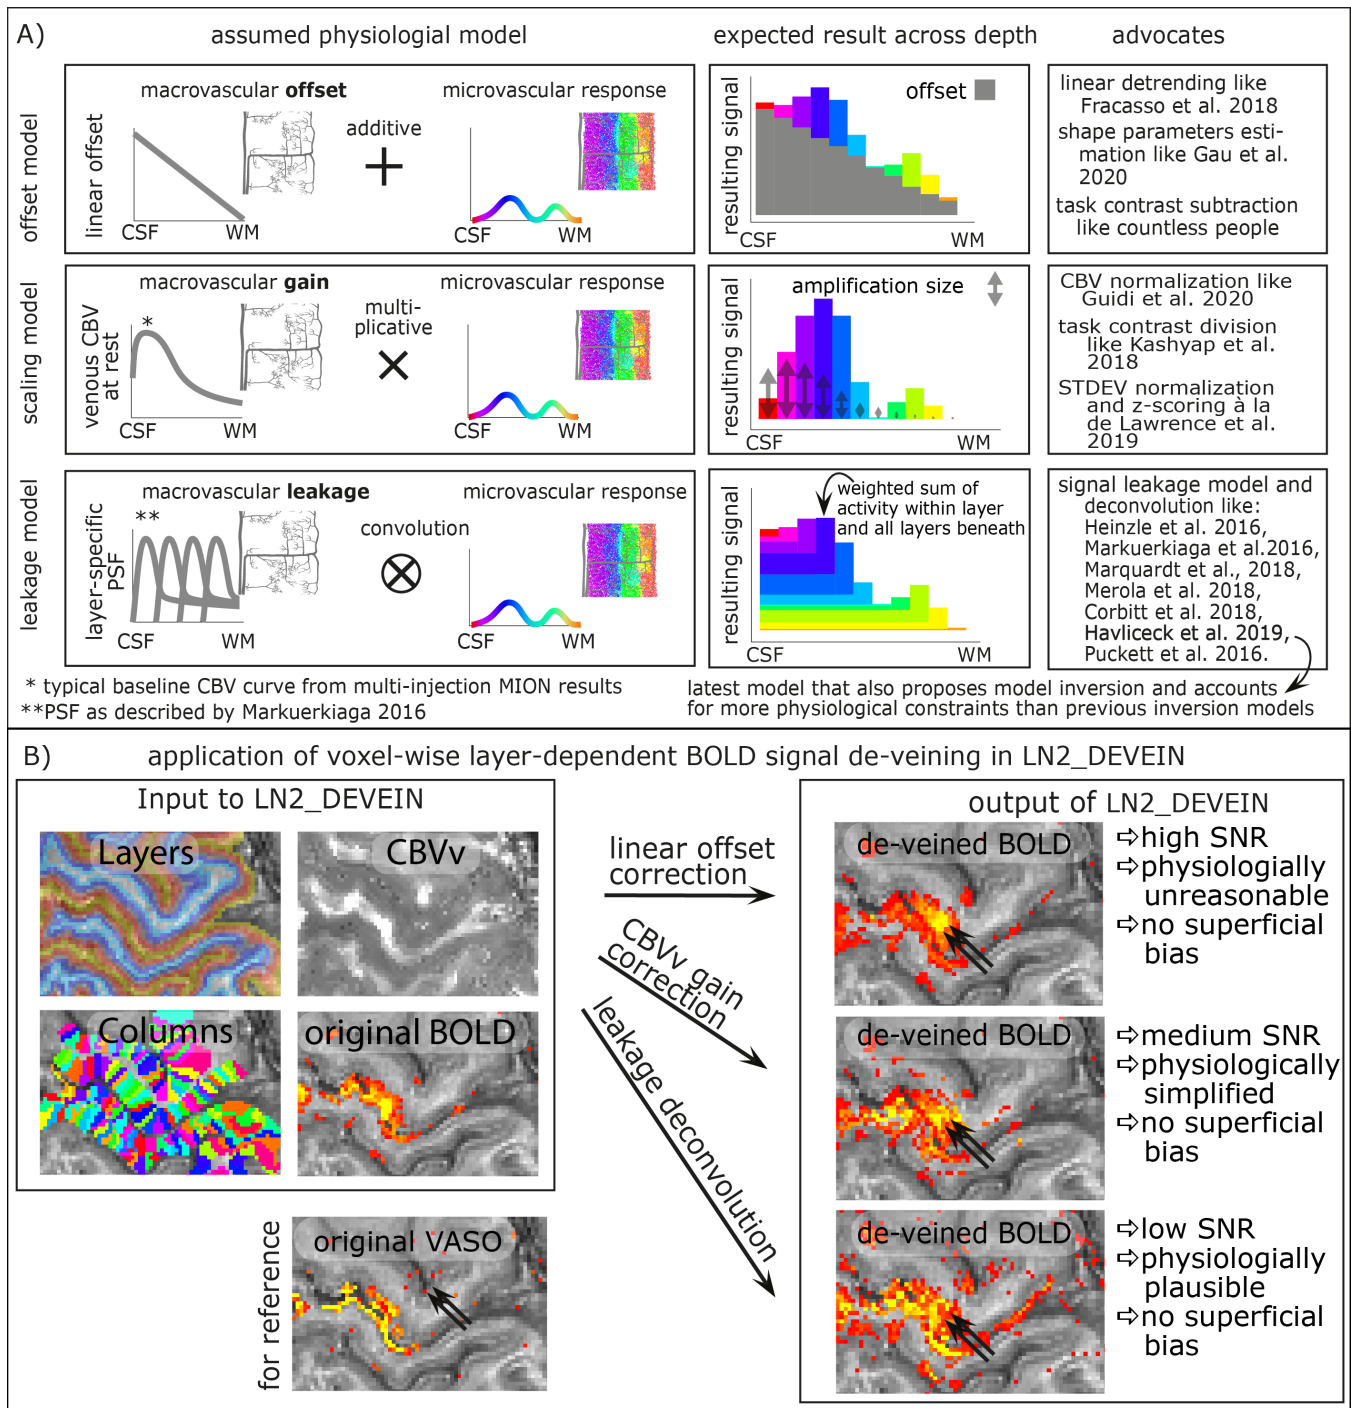 A)
assumed physiologial model
expected result across depth
advocates
offset model
macrovascular offset
linear offset
CSF
WM
additive
+
microvascular response
CSF
WM
resulting signal
offset
CSF
WM
linear detrending like
Fracasso et al. 2018
shape parameters esti-
mation like Gau et al.
2020
task contrast subtraction
like countless people
scaling model
macrovascular gain
venous CBV
at rest
*
CSF
WM
multi-
plicative
×
microvascular response
CSF
WM
resulting signal
amplification size
CSF
WM
CBV normalization like
Guidi et al. 2020
task contrast division
like Kashyap et al.
2018
STDEV normalization
and z-scoring à la
de Lawrence et al.
2019
leakage model
macrovascular leakage
layer-specific
PSF
**
CSF
WM
convolution
⊗
microvascular response
CSF
WM
resulting signal
weighted sum of
activity within layer
and all layers beneath
CSF
WM
signal leakage model and
deconvolution like:
Heinzle et al. 2016,
Markuerkiaga et al.2016,
Marquardt et al., 2018,
Merola et al. 2018,
Corbitt et al. 2018,
Havliceck et al. 2019,
Puckett et al. 2016.
* typical baseline CBV curve from multi-injection MION results
**PSF as described by Markuerkiaga 2016
latest model that also proposes model inversion and accounts
for more physiological constraints than previous inversion models
B)
application of voxel-wise layer-dependent BOLD signal de-veining in LN2_DEVEIN
Input to LN2_DEVEIN
Layers
CBVv
Columns
original BOLD
for reference
original VASO
linear offset
correction
CBVv gain
correction
leakage deconvolution
output of LN2_DEVEIN
de-veined BOLD
⇨high SNR
⇨physiologially
unreasonable
⇨no superficial
bias
de-veined BOLD
⇨medium SNR
⇨physiologically
simplified
⇨no superficial
bias
de-veined BOLD
⇨low SNR
⇨physiologially
plausible
⇨no superficial
bias